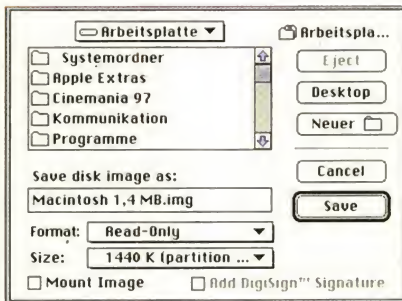 Arbeitsplatte
Arbeitspla...
Systemordner
Apple Extras
Cinemania 97
Kommunikation
Programme
Eject
Desktop
Neuer
Save disk image as:
Macintosh 1,4 MB.img
Cancel
Save
Format: Read-Only
Size: 1440 K (partition ...
Mount Image
Add DigiSign™ Signature